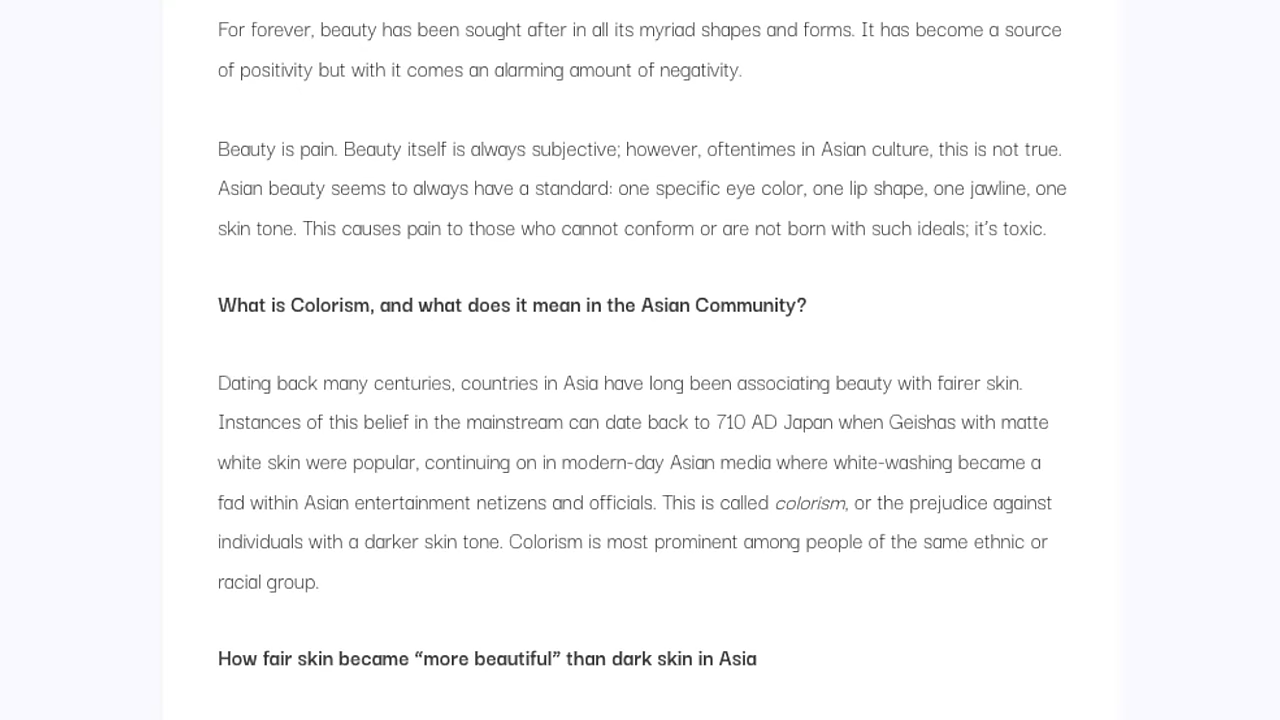 For forever, beauty has been sought after in all its myriad shapes and forms. It has become a source
of positivity but with it comes an alarming amount of negativity.
Beauty is pain. Beauty itself is always subjective; however, oftentimes in Asian culture, this is not true.
Asian beauty seems to always have a standard: one specific eye color, one lip shape, one jawline, one
skin tone. This causes pain to those who cannot conform or are not born with such ideals; it’s toxic.
What is Colorism, and what does it mean in the Asian Community?
Dating back many centuries, countries in Asia have long been associating beauty with fairer skin.
Instances of this belief in the mainstream can date back to 710 AD Japan when Geishas with matte
white skin were popular, continuing on in modern-day Asian media where white-washing became a
fad within Asian entertainment netizens and officials. This is called colorism, or the prejudice against
individuals with a darker skin tone. Colorism is most prominent among people of the same ethnic or
racial group.
How fair skin became “more beautiful” than dark skin in Asia